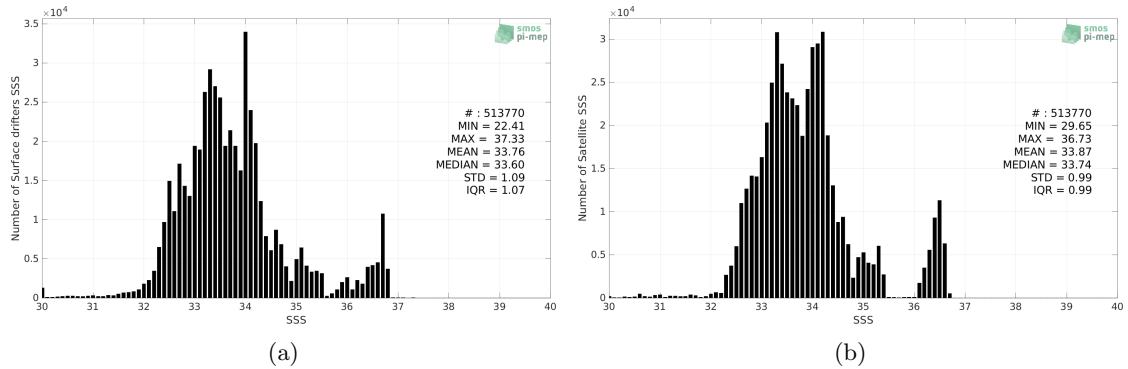 ×10⁴
3.5
3
2.5
2
1.5
1
0.5
0
Number of Surface drifters SSS
30 31 32 33 34 35 36 37 38 39 40
SSS
smos
pi-mep
# : 513770
MIN = 22.41
MAX = 37.33
MEAN = 33.76
MEDIAN = 33.60
STD = 1.09
IQR = 1.07
(a)
×10⁴
3
2.5
2
1.5
1
0.5
0
Number of Satellite SSS
30 31 32 33 34 35 36 37 38 39 40
SSS
smos
pi-mep
# : 513770
MIN = 29.65
MAX = 36.73
MEAN = 33.87
MEDIAN = 33.74
STD = 0.99
IQR = 0.99
(b)